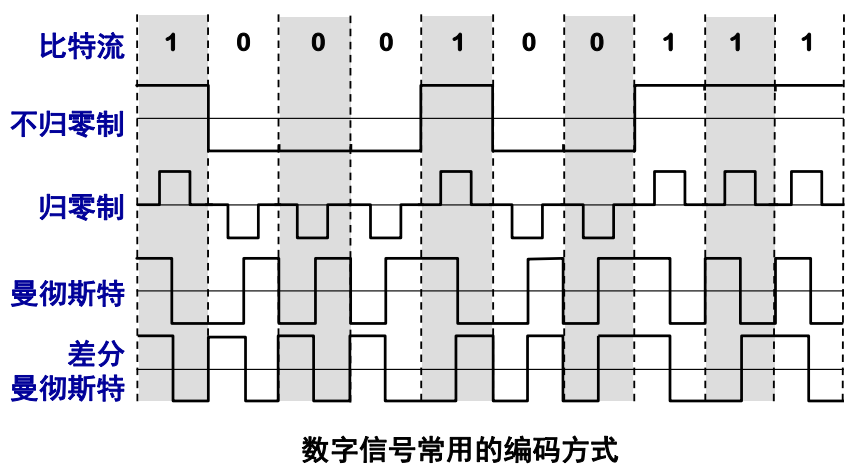 比特流 1 0 0 0 1 0 0 1 1 1
不归零制
归零制
曼彻斯特
差分
曼彻斯特
数字信号常用的编码方式